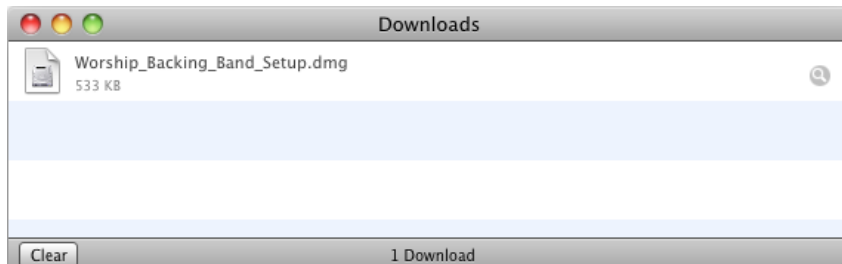 Downloads
Worship_Backing_Band_Setup.dmg
533 KB
Clear
1 Download